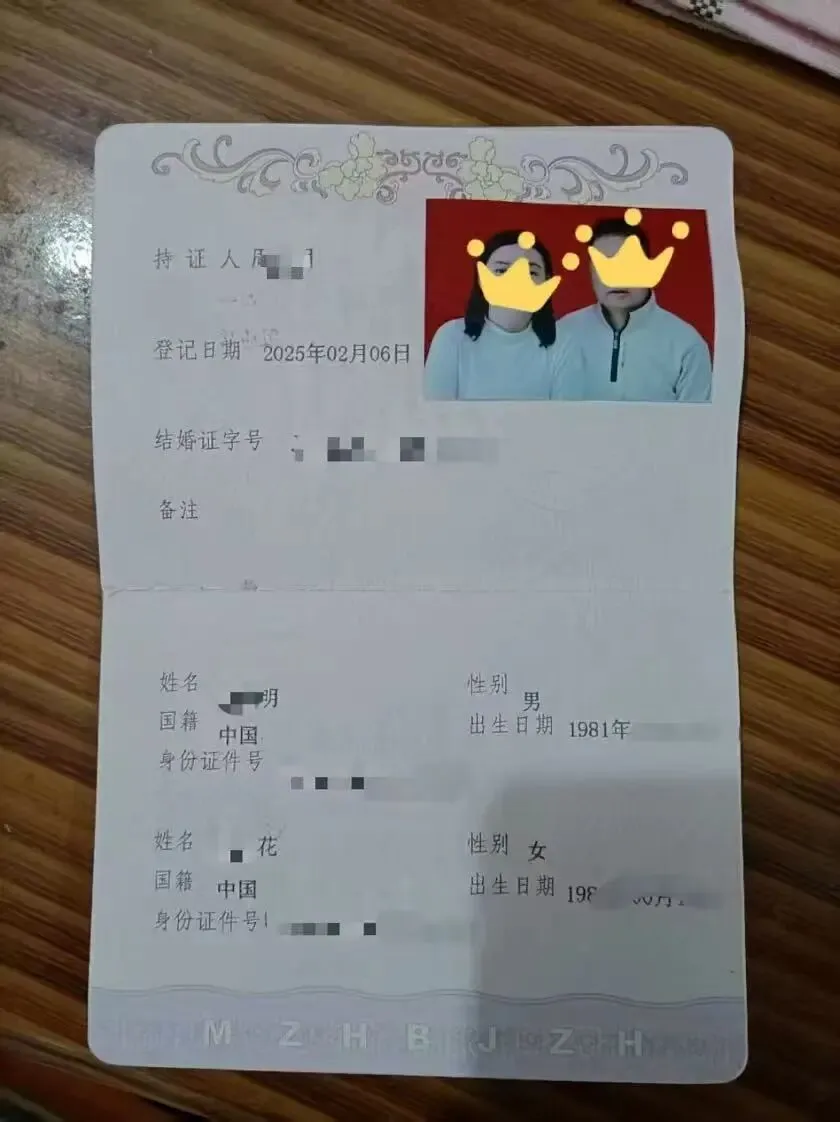 持证人
登记日期 2025年02月06日
结婚证字号
备注
姓名 明 性别 男
国籍 中国 出生日期 1981年
身份证件号
姓名 花 性别 女
国籍 中国 出生日期 198
身份证件号
MZHBJZH